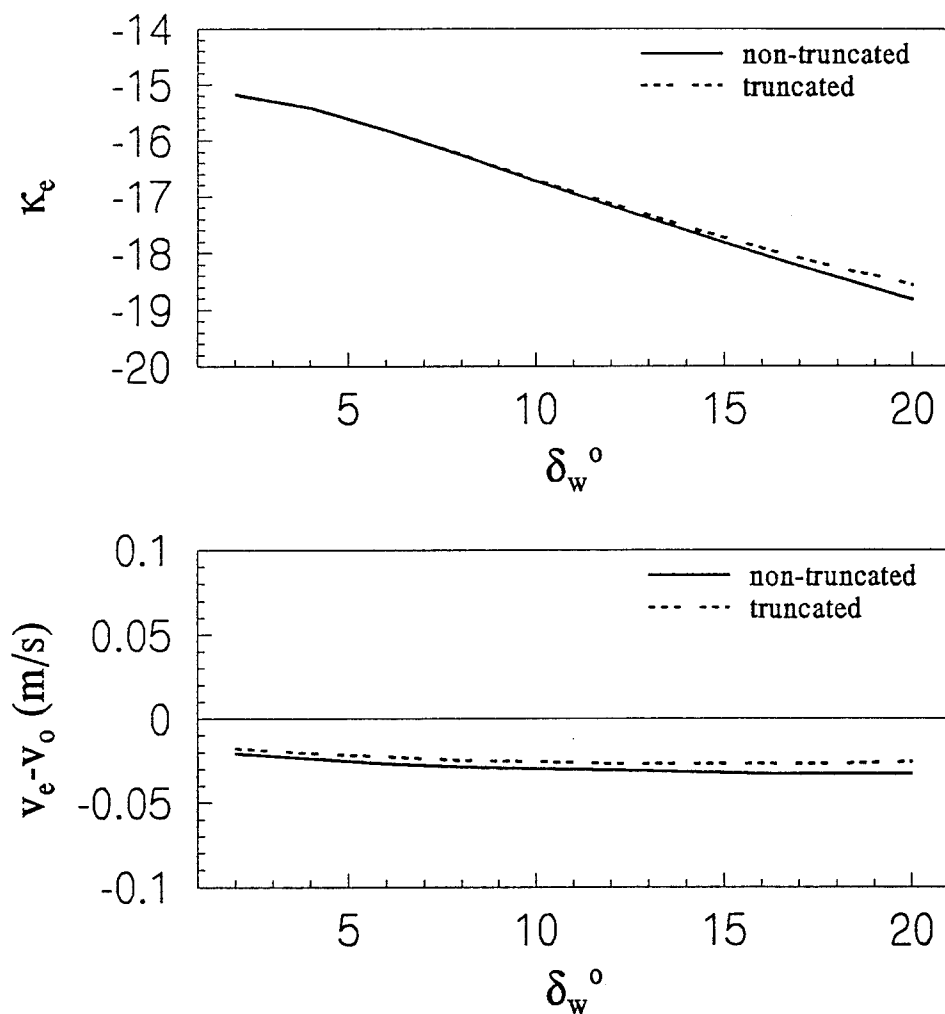 -14
-15
-16
-17
-18
-19
-20
κe
non-truncated
truncated
5
10
15
20
δw°
0.1
0.05
0
-0.05
-0.1
ve-vo (m/s)
non-truncated
truncated
5
10
15
20
δw°